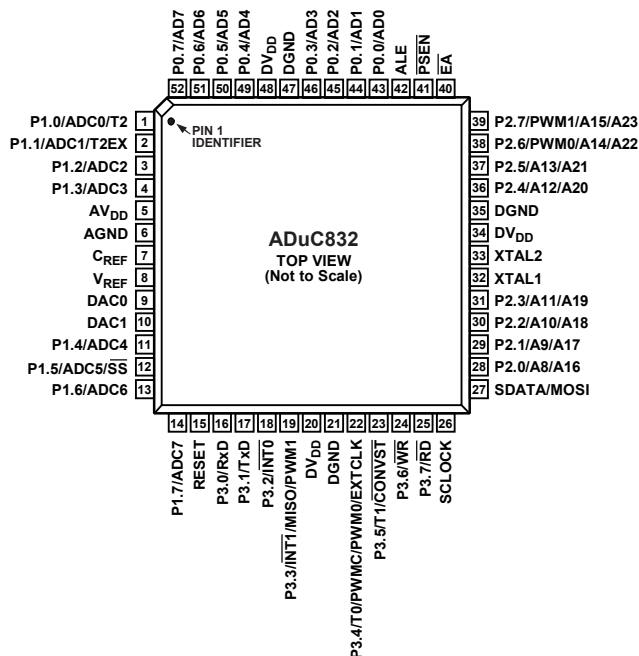 P0.7/AD7
P0.6/AD6
P0.5/AD5
P0.4/AD4
DVDD
DGND
P0.3/AD3
P0.2/AD2
P0.1/AD1
P0.0/AD0
ALE
PSEN
EA
52 51 50 49 48 47 46 45 44 43 42 41 40
P1.0/ADC0/T2 1
P1.1/ADC1/T2EX 2
P1.2/ADC2 3
P1.3/ADC3 4
AVDD 5
AGND 6
CREF 7
VREF 8
DAC0 9
DAC1 10
P1.4/ADC4 11
P1.5/ADC5/SS 12
P1.6/ADC6 13
PIN 1
IDENTIFIER
ADuC832
TOP VIEW
(Not to Scale)
39 P2.7/PWM1/A15/A23
38 P2.6/PWM0/A14/A22
37 P2.5/A13/A21
36 P2.4/A12/A20
35 DGND
34 DVDD
33 XTAL2
32 XTAL1
31 P2.3/A11/A19
30 P2.2/A10/A18
29 P2.1/A9/A17
28 P2.0/A8/A16
27 SDATA/MOSI
14 15 16 17 18 19 20 21 22 23 24 25 26
P1.7/ADC7
RESET
P3.0/RxD
P3.1/TxD
P3.2/INT0
P3.3/INT1/MISO/PWM1
DVDD
DGND
P3.4/T0/PWMC/PWM0/EXTCLK
P3.5/T1/CONVST
P3.6/WR
P3.7/RD
SCLOCK